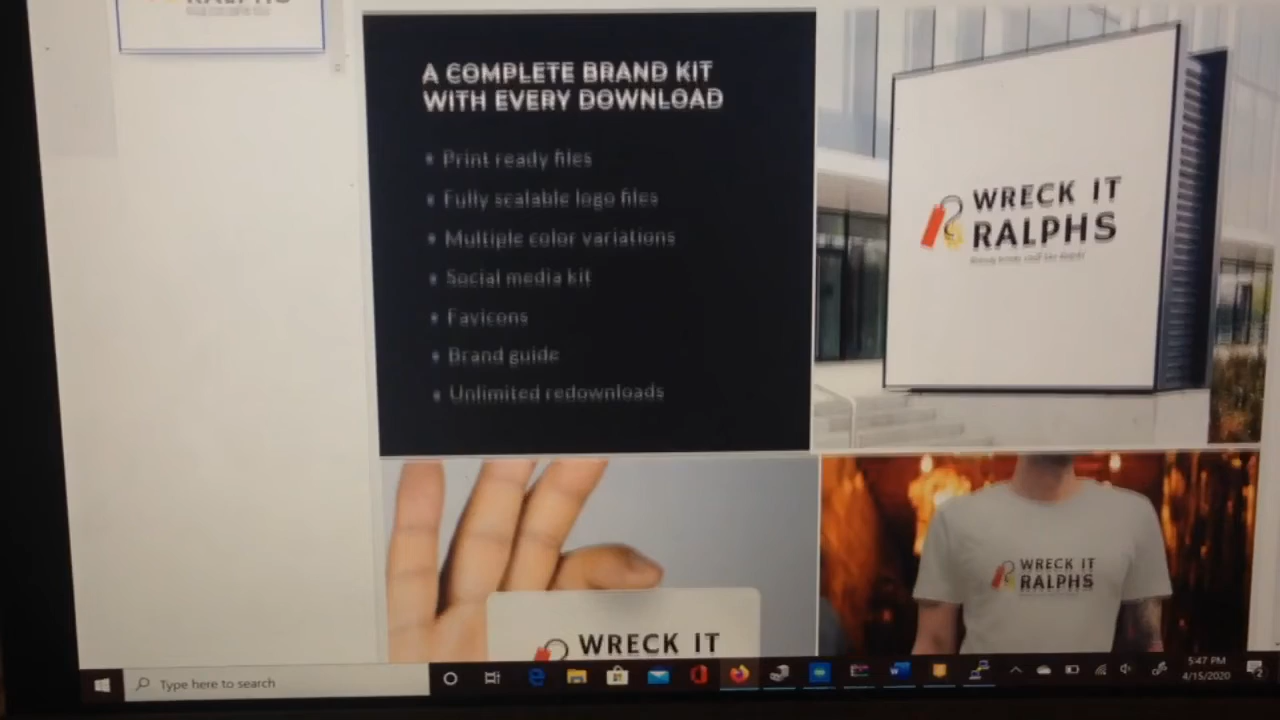 RALPHS
A COMPLETE BRAND KIT
WITH EVERY DOWNLOAD
• Print ready files
• Fully scalable logo files
• Multiple color variations
• Social media kit
• Favicons
• Brand guide
• Unlimited redownloads
WRECK IT
RALPHS
WRECK IT
RALPHS
WRECK IT
Type here to search
5:47 PM
4/15/2020
2